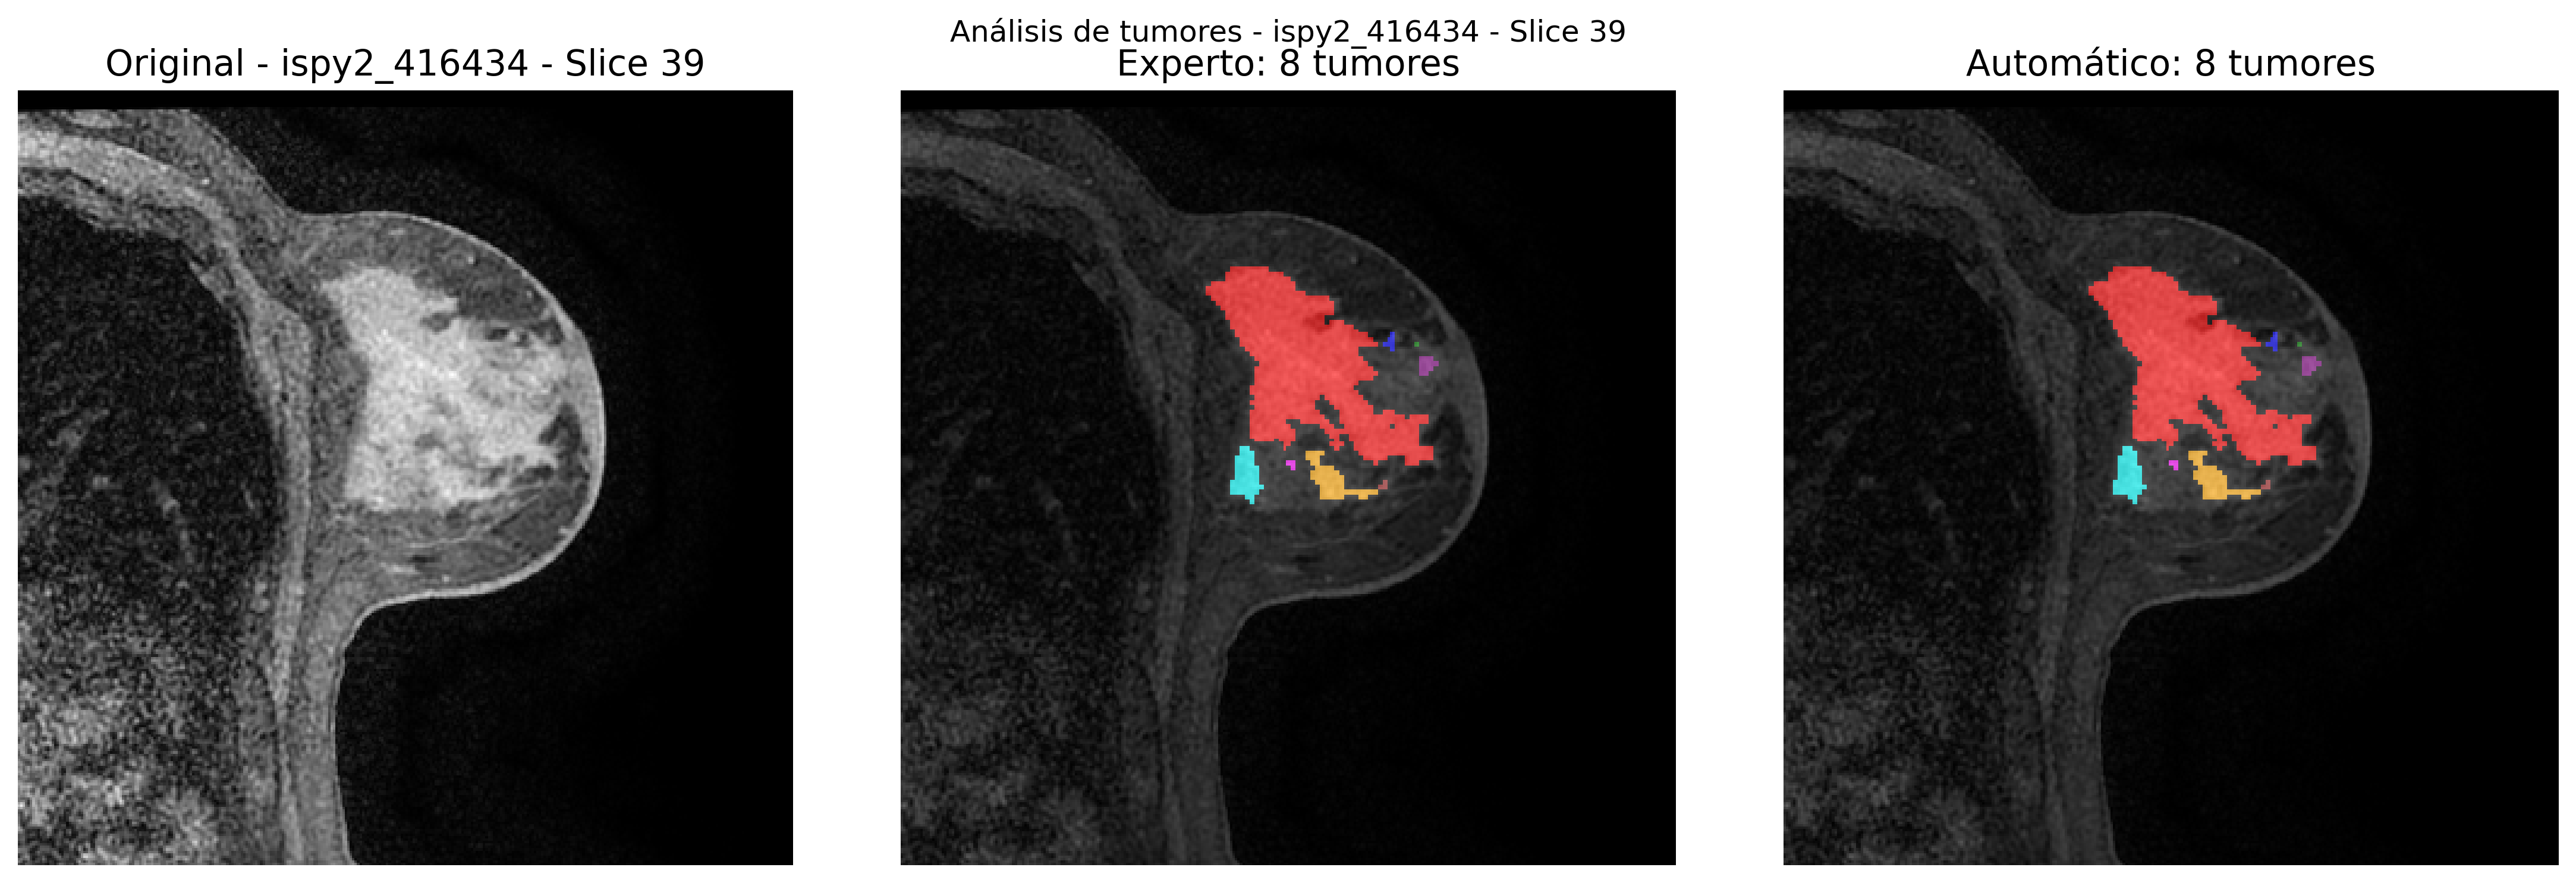 Análisis de tumores - ispy2_416434 - Slice 39
Original - ispy2_416434 - Slice 39
Experto: 8 tumores
Automático: 8 tumores